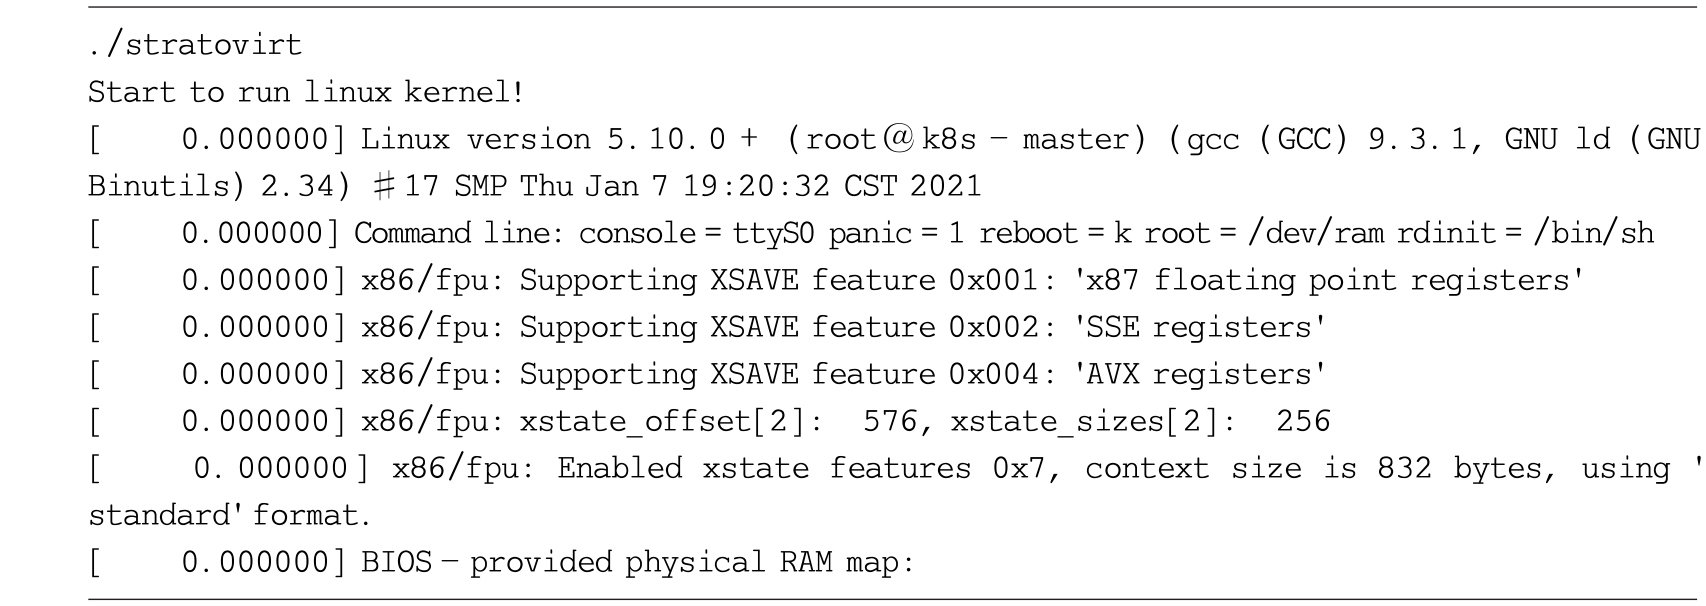 ./stratovirt
Start to run linux kernel!
[    0.000000] Linux version 5.10.0+ (root@k8s-master) (gcc (GCC) 9.3.1, GNU ld (GNU
Binutils) 2.34) #17 SMP Thu Jan 7 19:20:32 CST 2021
[    0.000000] Command line: console=ttyS0 panic=1 reboot=k root=/dev/ram rdinit=/bin/sh
[    0.000000] x86/fpu: Supporting XSAVE feature 0x001: 'x87 floating point registers'
[    0.000000] x86/fpu: Supporting XSAVE feature 0x002: 'SSE registers'
[    0.000000] x86/fpu: Supporting XSAVE feature 0x004: 'AVX registers'
[    0.000000] x86/fpu: xstate_offset[2]:  576, xstate_sizes[2]:  256
[    0.000000] x86/fpu: Enabled xstate features 0x7, context size is 832 bytes, using '
standard' format.
[    0.000000] BIOS-provided physical RAM map: